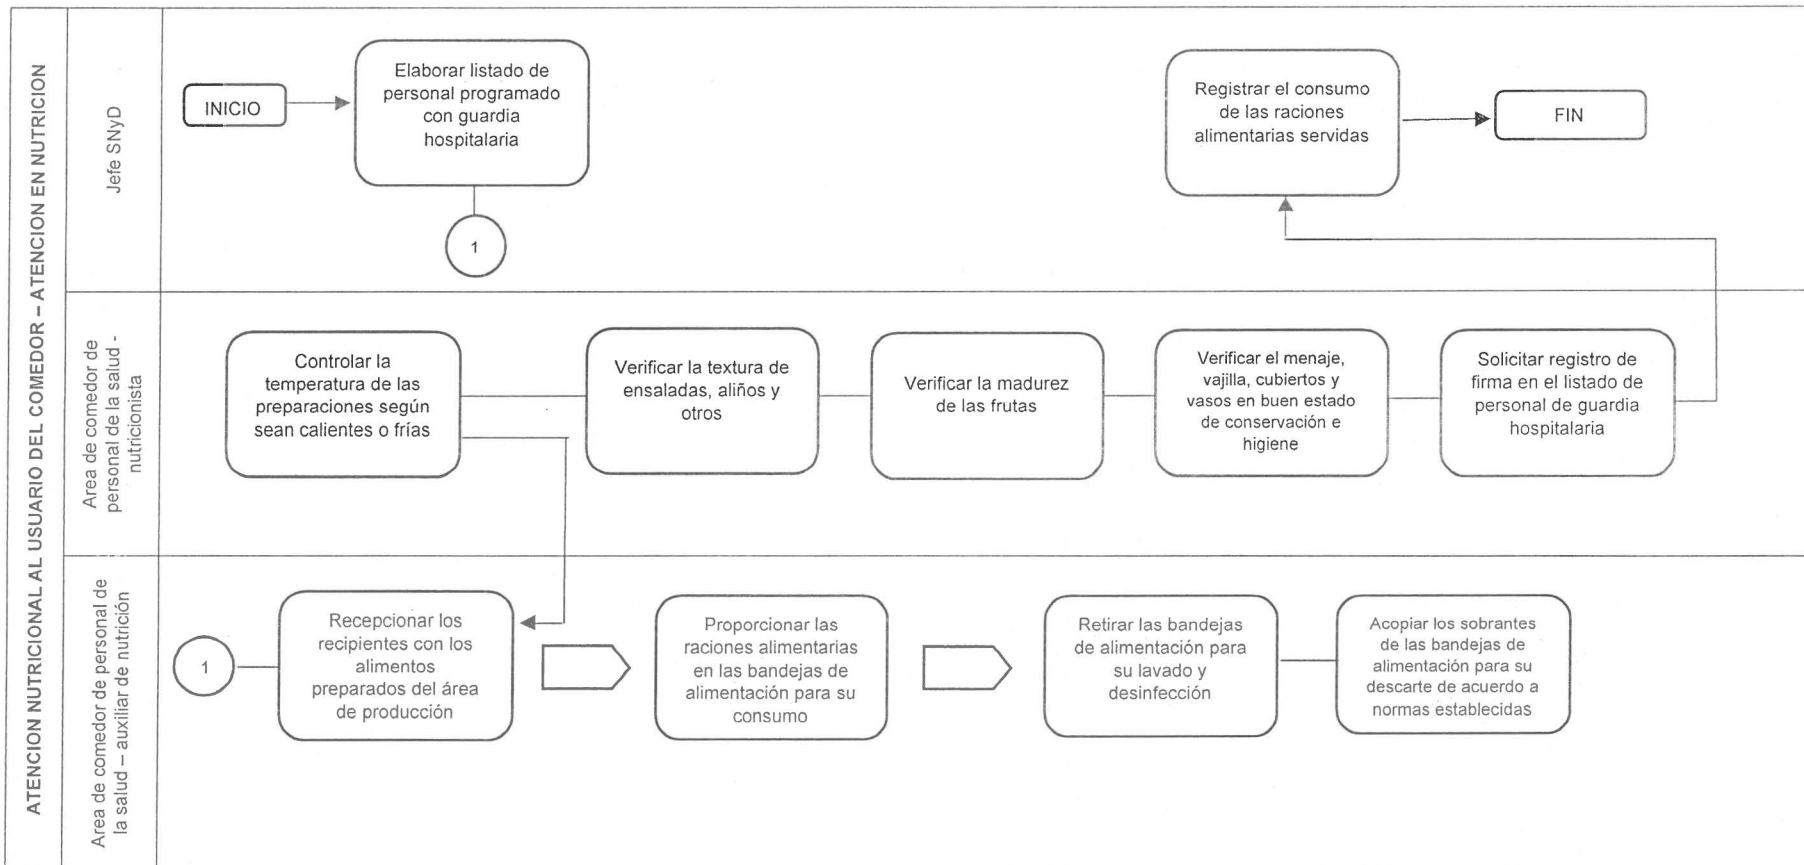 ATENCION NUTRICIONAL AL USUARIO DEL COMEDOR – ATENCION EN NUTRICION
Jefe SNyD
INICIO
Elaborar listado de
personal programado
con guardia
hospitalaria
1
Registrar el consumo
de las raciones
alimentarias servidas
FIN
Area de comedor de
personal de la salud -
nutricionista
Controlar la
temperatura de las
preparaciones según
sean calientes o frías
Verificar la textura de
ensaladas, aliños y
otros
Verificar la madurez
de las frutas
Verificar el menaje,
vajilla, cubiertos y
vasos en buen estado
de conservación e
higiene
Solicitar registro de
firma en el listado de
personal de guardia
hospitalaria
Area de comedor de personal de
la salud – auxiliar de nutrición
1
Recepcionar los
recipientes con los
alimentos
preparados del área
de producción
Proporcionar las
raciones alimentarias
en las bandejas de
alimentación para su
consumo
Retirar las bandejas
de alimentación para
su lavado y
desinfección
Acopiar los sobrantes
de las bandejas de
alimentación para su
descarte de acuerdo a
normas establecidas